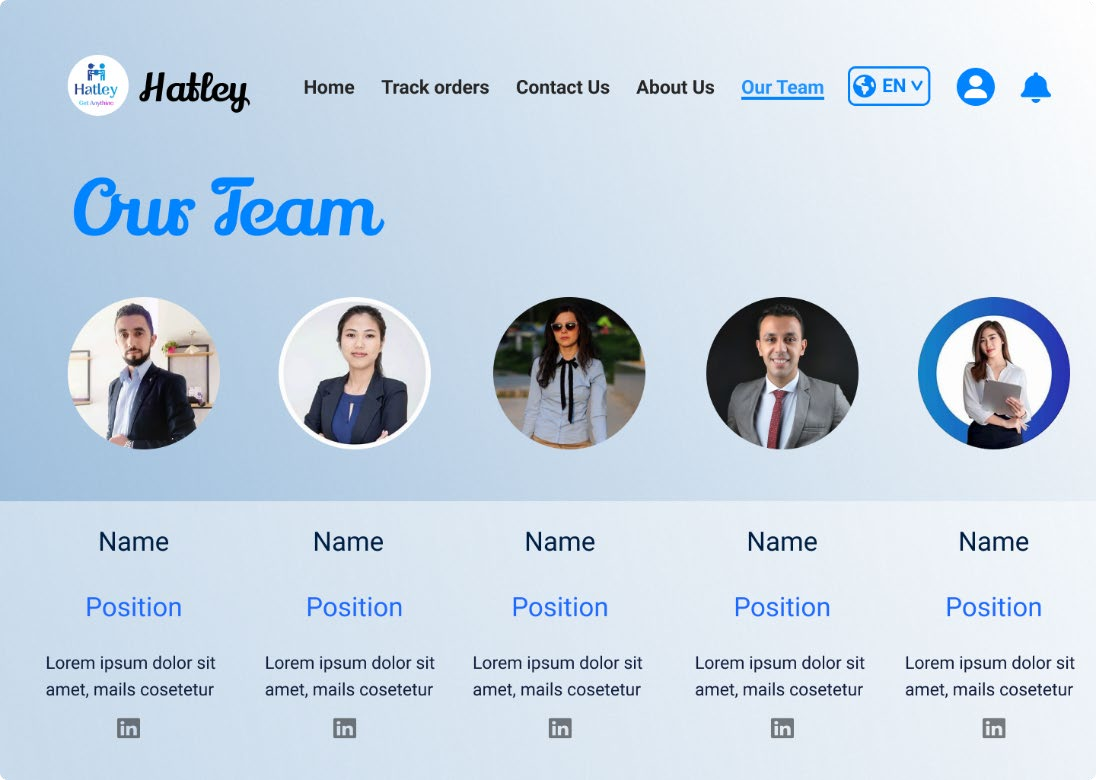 Hatley
Get Anything
Hatley
Home Track orders Contact Us About Us Our Team EN
Our Team
Name Name Name Name Name
Position Position Position Position Position
Lorem ipsum dolor sit Lorem ipsum dolor sit Lorem ipsum dolor sit Lorem ipsum dolor sit Lorem ipsum dolor sit
amet, mails cosetetur amet, mails cosetetur amet, mails cosetetur amet, mails cosetetur amet, mails cosetetur
in in in in in